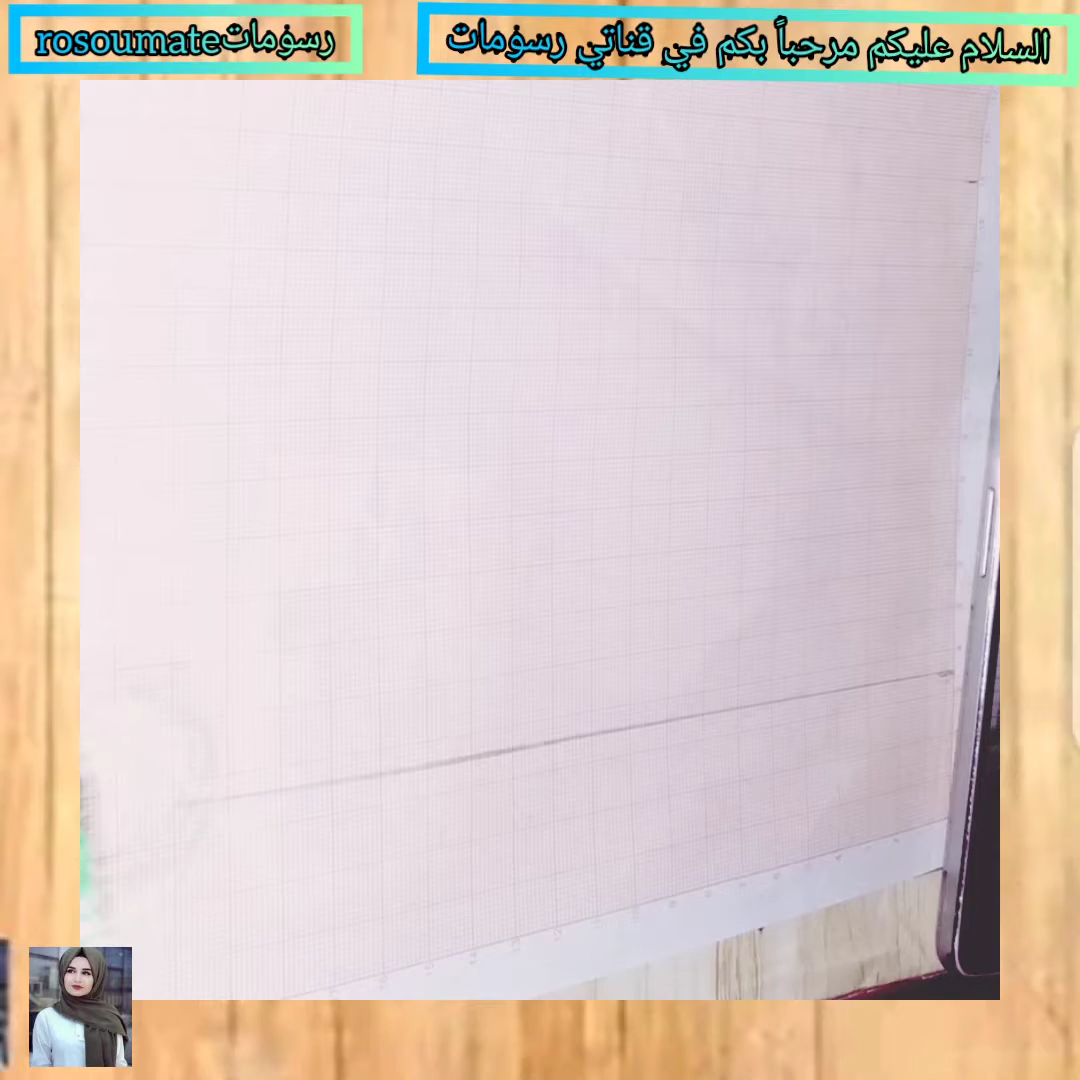 السلام عليكم مرحباً بكم في قناتي رسومات
rosoumateرسومات